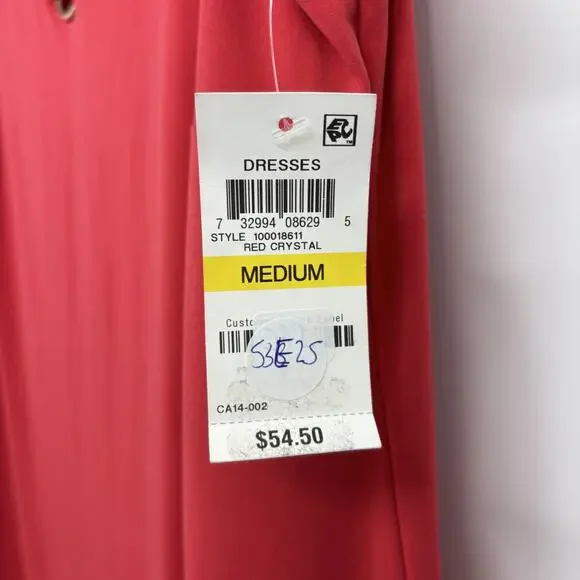 DRESSES
7 32994 08629 5
STYLE 100018611
RED CRYSTAL
MEDIUM
CA14-002
$54.50